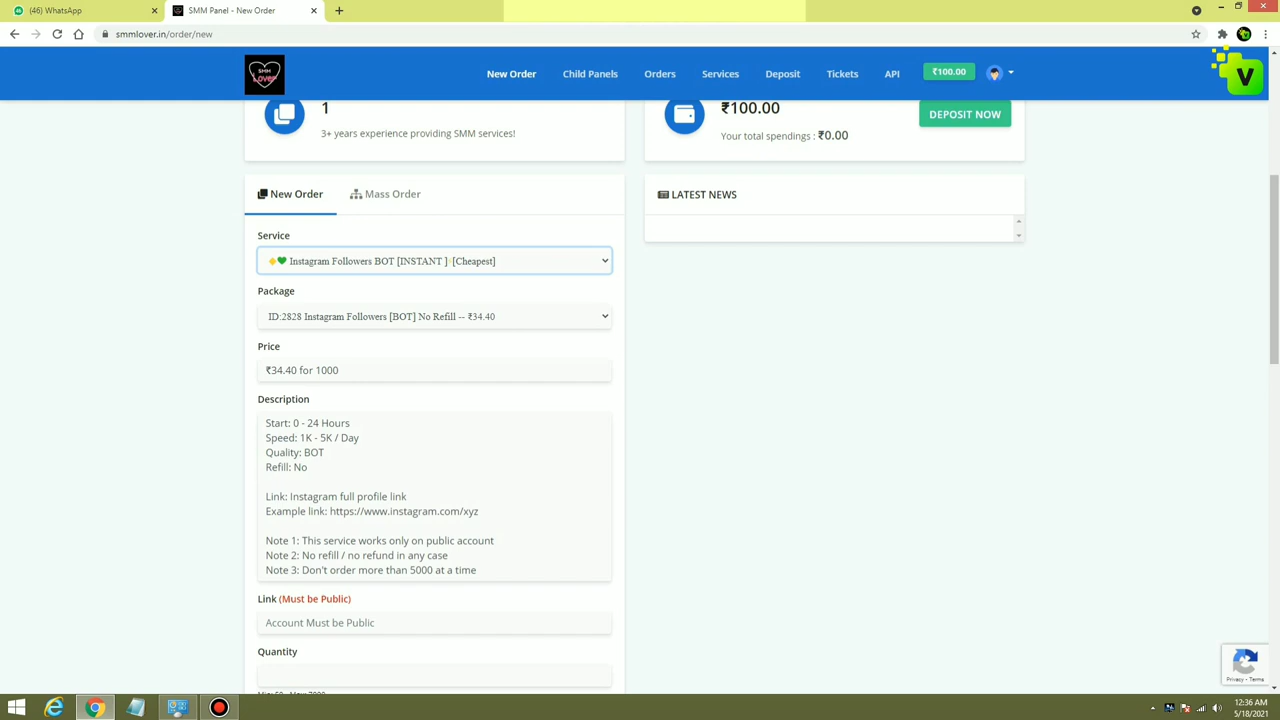 (46) WhatsApp
SMM Panel - New Order
smmlover.in/order/new
SMM
Lover
New Order
Child Panels
Orders
Services
Deposit
Tickets
API
₹100.00
V
1
3+ years experience providing SMM services!
₹100.00
Your total spendings : ₹0.00
DEPOSIT NOW
New Order
Mass Order
LATEST NEWS
Service
Instagram Followers BOT [INSTANT ] [Cheapest]
Package
ID:2828 Instagram Followers [BOT] No Refill -- ₹34.40
Price
₹34.40 for 1000
Description
Start: 0 - 24 Hours
Speed: 1K - 5K / Day
Quality: BOT
Refill: No
Link: Instagram full profile link
Example link: https://www.instagram.com/xyz
Note 1: This service works only on public account
Note 2: No refill / no refund in any case
Note 3: Don't order more than 5000 at a time
Link (Must be Public)
Account Must be Public
Quantity
Privacy - Terms
12:36 AM
5/18/2021